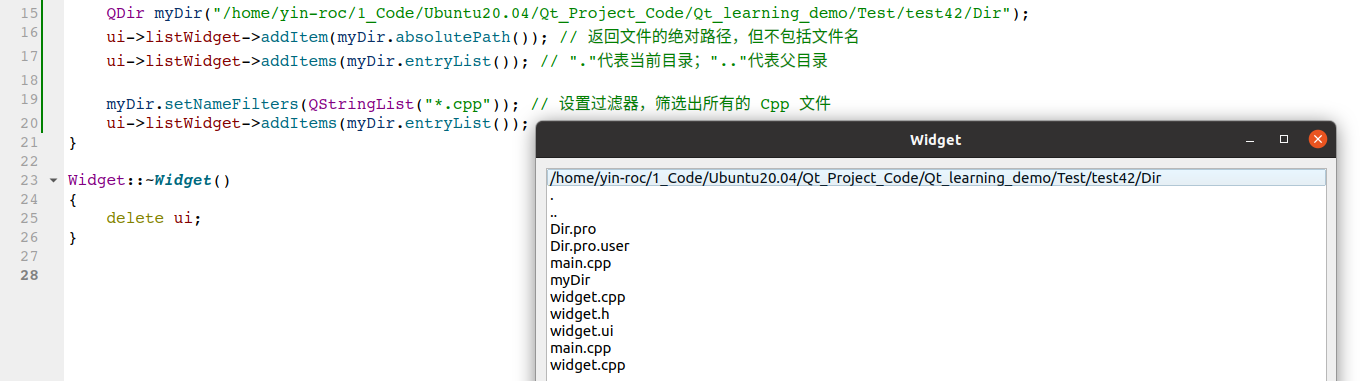 15 QDir myDir("/home/yin-roc/1_Code/Ubuntu20.04/Qt_Project_Code/Qt_learning_demo/Test/test42/Dir");
16 ui->listWidget->addItem(myDir.absolutePath()); // 返回文件的绝对路径，但不包括文件名
17 ui->listWidget->addItems(myDir.entryList()); // "."代表当前目录；".."代表父目录
18
19 myDir.setNameFilters(QStringList("*.cpp")); // 设置过滤器，筛选出所有的 Cpp 文件
20 ui->listWidget->addItems(myDir.entryList());
21 }
22
23 Widget::~Widget()
24 {
25 delete ui;
26 }
27
28
Widget
/home/yin-roc/1_Code/Ubuntu20.04/Qt_Project_Code/Qt_learning_demo/Test/test42/Dir
.
..
Dir.pro
Dir.pro.user
main.cpp
myDir
widget.cpp
widget.h
widget.ui
main.cpp
widget.cpp